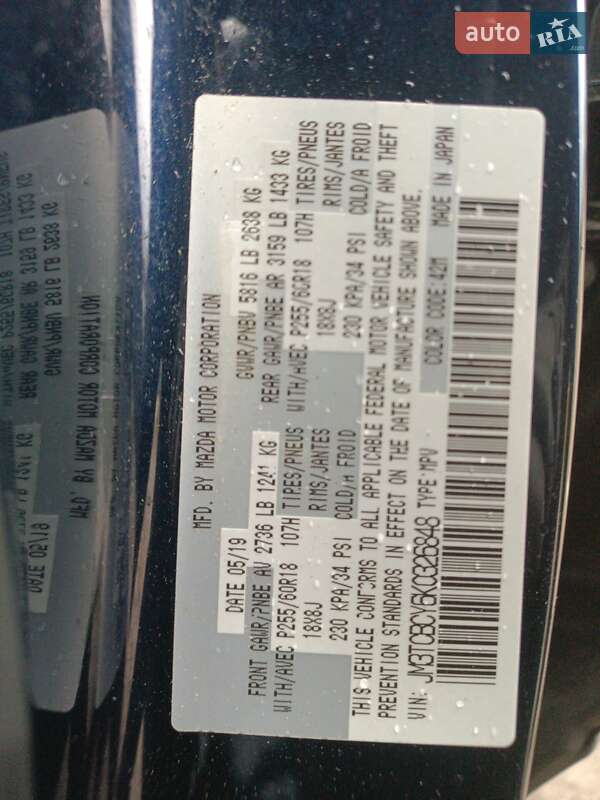 auto RIA
MFD. BY MAZDA MOTOR CORPORATION
DATE 05/19 GVWR/PNBV 5816 LB 2638 KG
FRONT GAWR/PNBE AV 2736 LB 1241 KG REAR GAWR/PNBE AR 3159 LB 1433 KG
WITH/AVEC P255/60R18 107H TIRES/PNEUS WITH/AVEC P255/60R18 107H TIRES/PNEUS
18X8J RIMS/JANTES 18X8J RIMS/JANTES
230 KPA/34 PSI COLD/A FROID 230 KPA/34 PSI COLD/A FROID
THIS VEHICLE CONFORMS TO ALL APPLICABLE FEDERAL MOTOR VEHICLE SAFETY AND THEFT
PREVENTION STANDARDS IN EFFECT ON THE DATE OF MANUFACTURE SHOWN ABOVE.
VIN: JM3TCBCY6K0326848 TYPE:MPV COLOR CODE:42M MADE IN JAPAN